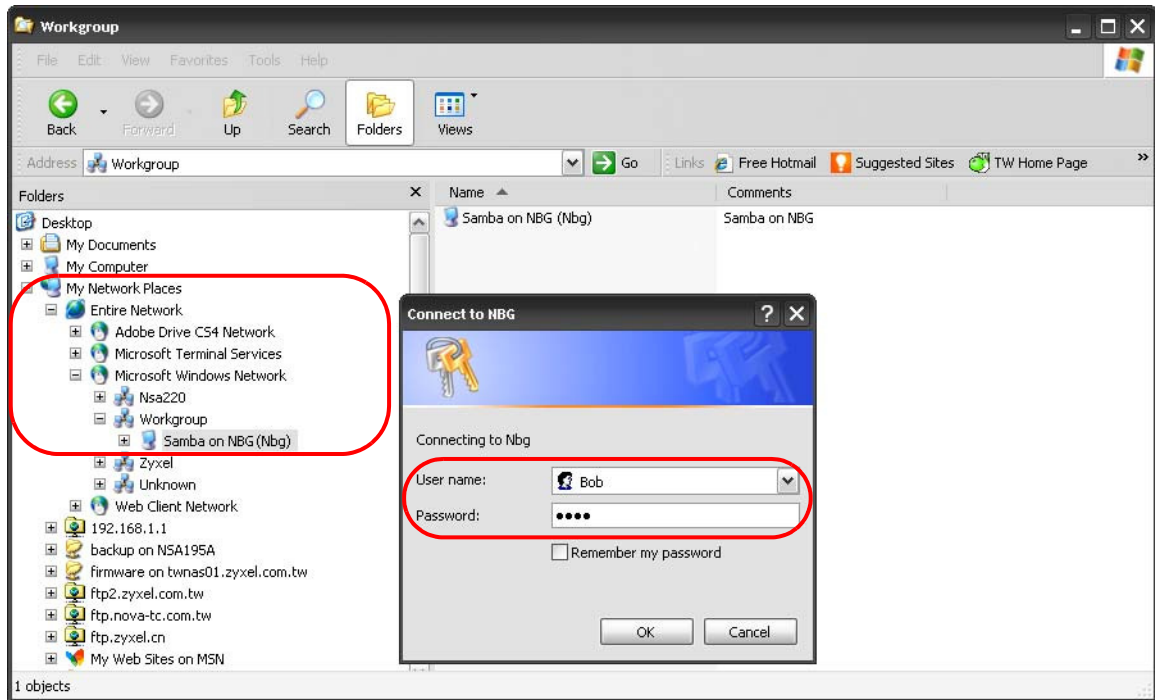 Workgroup
File Edit View Favorites Tools Help
Back Forward Up Search Folders Views
Address Workgroup Go Links Free Hotmail Suggested Sites TW Home Page »
Folders
Desktop
My Documents
My Computer
My Network Places
Entire Network
Adobe Drive CS4 Network
Microsoft Terminal Services
Microsoft Windows Network
Nsa220
Workgroup
Samba on NBG (Nbg)
Zyxel
Unknown
Web Client Network
192.168.1.1
backup on NSA195A
firmware on twnas01.zyxel.com.tw
ftp2.zyxel.com.tw
ftp.nova-tc.com.tw
ftp.zyxel.cn
My Web Sites on MSN
Name Comments
Samba on NBG (Nbg) Samba on NBG
Connect to NBG
Connecting to Nbg
User name: Bob
Password: ••••
Remember my password
OK Cancel
1 objects